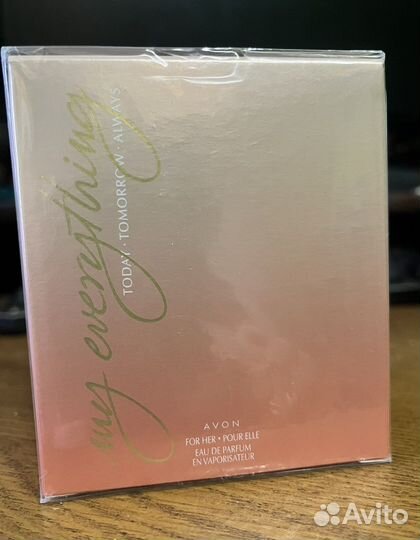 my everything
TODAY · TOMORROW · ALWAYS
AVON
FOR HER • POUR ELLE
EAU DE PARFUM
EN VAPORISATEUR
Avito